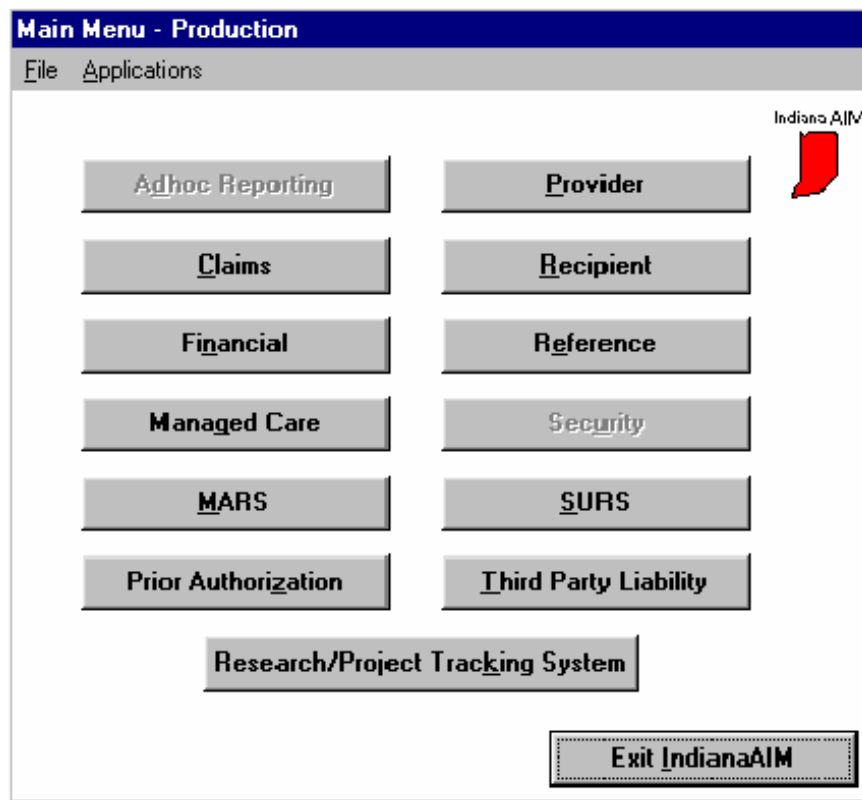 Main Menu - Production
File Applications
Indiana AIM
Adhoc Reporting Provider
Claims Recipient
Financial Reference
Managed Care Security
MARS SURS
Prior Authorization Third Party Liability
Research/Project Tracking System
Exit IndianaAIM